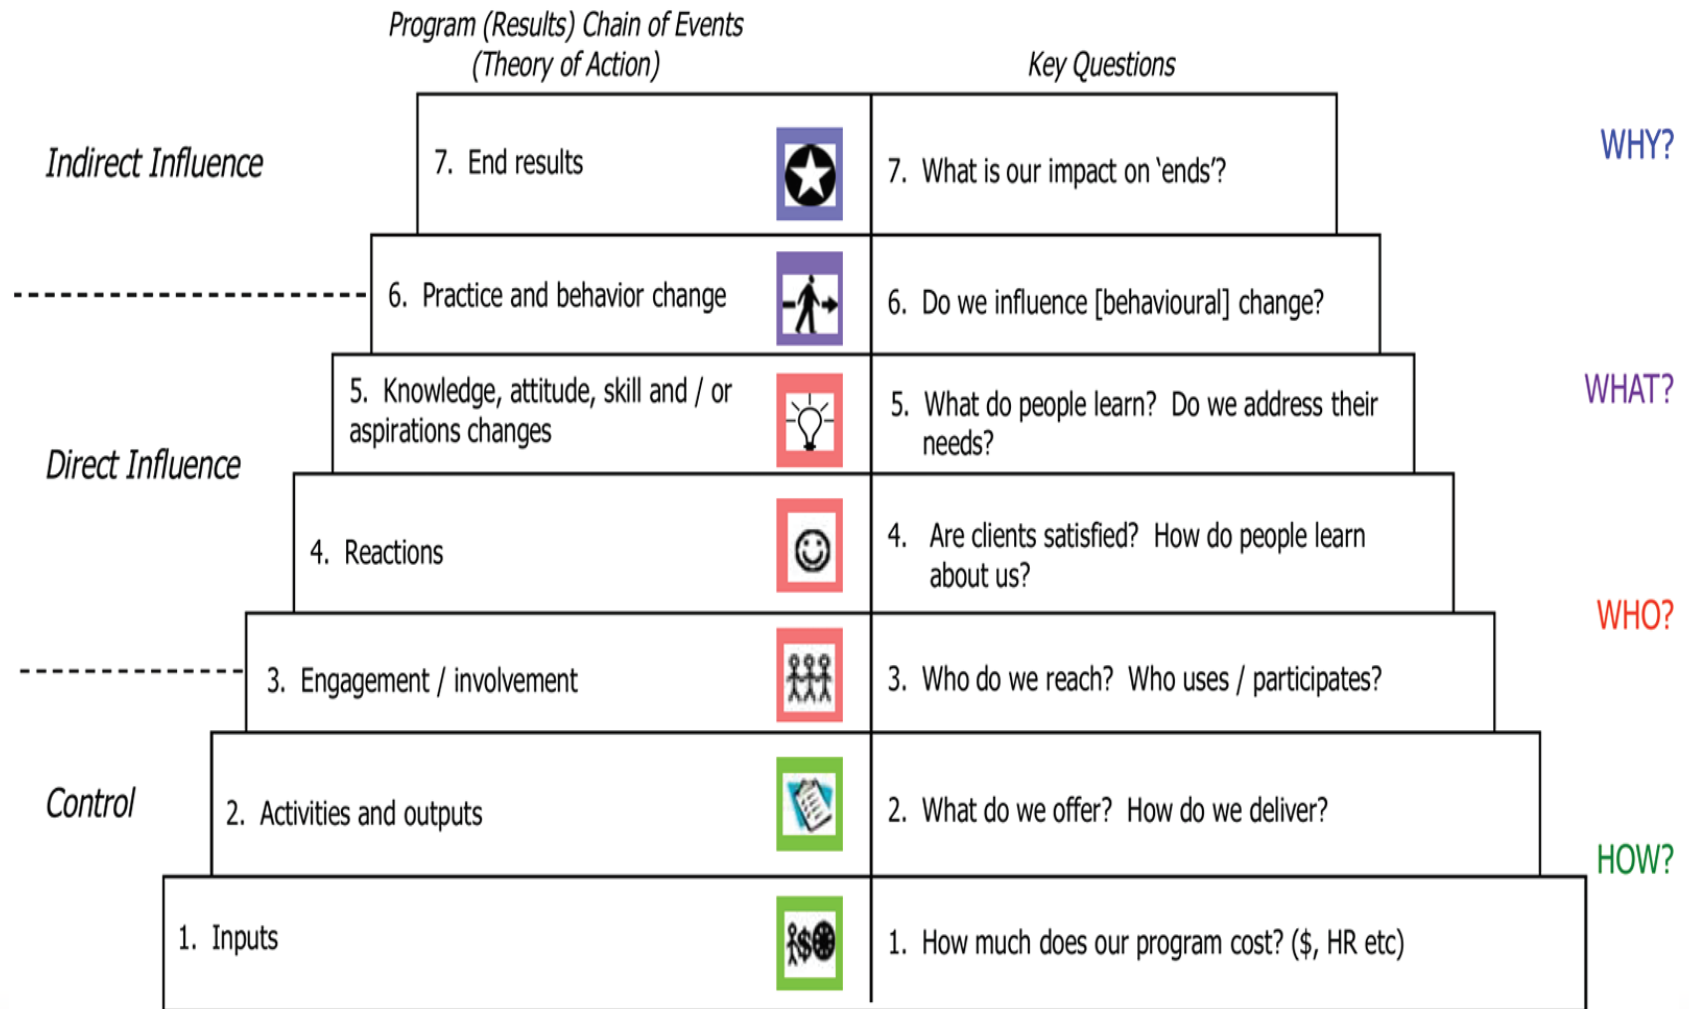 Program (Results) Chain of Events
(Theory of Action)
Key Questions
Indirect Influence
7. End results
7. What is our impact on ‘ends’?
WHY?
6. Practice and behavior change
6. Do we influence [behavioural] change?
5. Knowledge, attitude, skill and / or
aspirations changes
5. What do people learn? Do we address their
needs?
WHAT?
Direct Influence
4. Reactions
4. Are clients satisfied? How do people learn
about us?
WHO?
3. Engagement / involvement
3. Who do we reach? Who uses / participates?
Control
2. Activities and outputs
2. What do we offer? How do we deliver?
HOW?
1. Inputs
$
1. How much does our program cost? ($, HR etc)